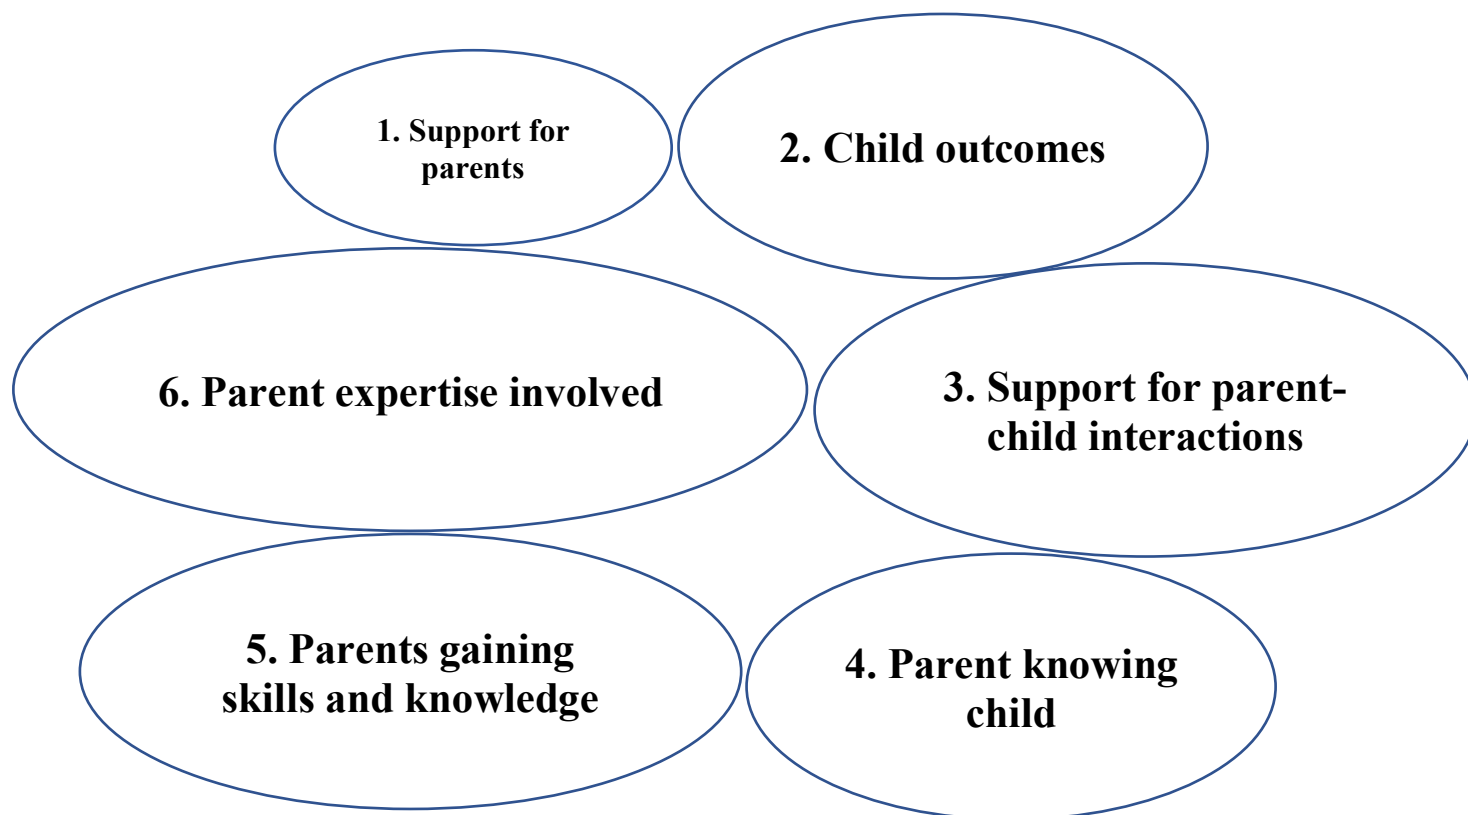 1. Support for
parents
2. Child outcomes
6. Parent expertise involved
3. Support for parent-
child interactions
5. Parents gaining
skills and knowledge
4. Parent knowing
child